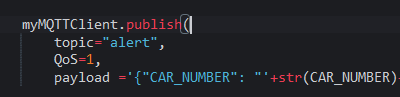 myMQTTClient.publish(
topic="alert",
QoS=1,
payload ='{"CAR_NUMBER": "'+str(CAR_NUMBER)